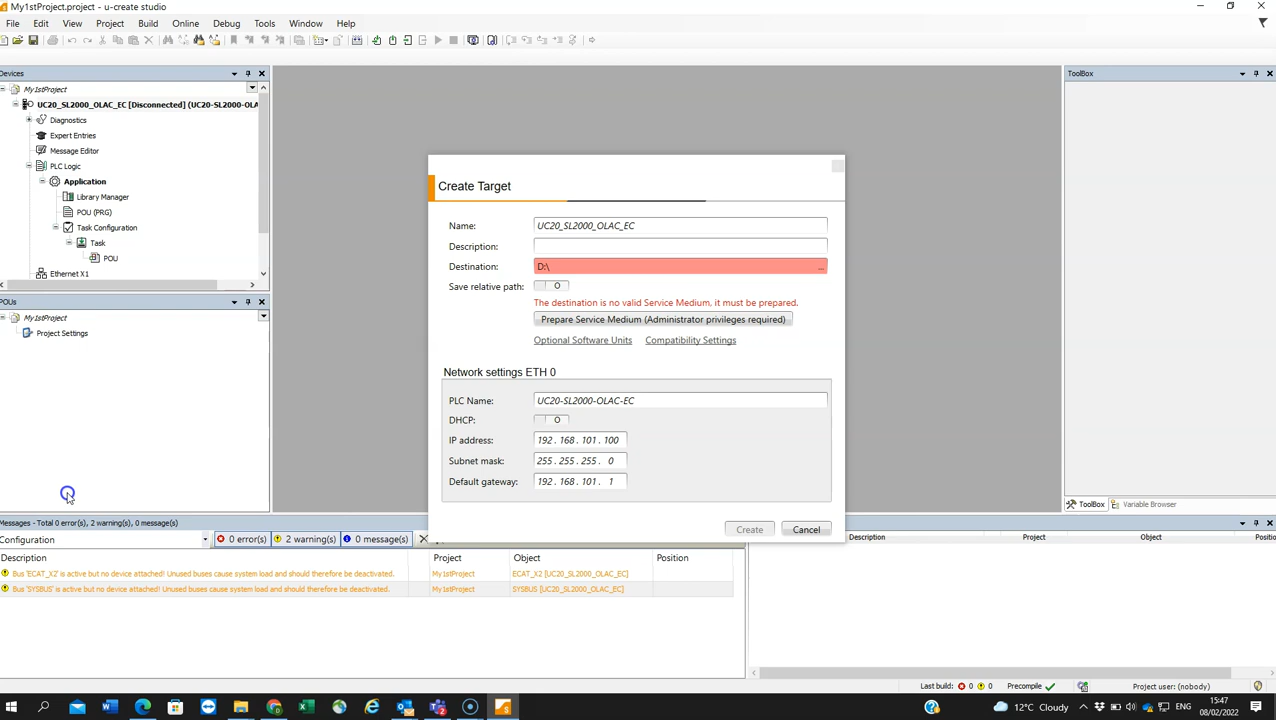 My1stProject.project - u-create studio
File Edit View Project Build Online Debug Tools Window Help
Devices
My1stProject
UC20_SL2000_OLAC_EC [Disconnected] (UC20-SL2000-OLA
Diagnostics
Expert Entries
Message Editor
PLC Logic
Application
Library Manager
POU (PRG)
Task Configuration
Task
POU
Ethernet X1
POUs
My1stProject
Project Settings
ToolBox
ToolBox Variable Browser
Create Target
Name: UC20_SL2000_OLAC_EC
Description:
Destination: D:\ ...
Save relative path: O
The destination is no valid Service Medium, it must be prepared.
Prepare Service Medium (Administrator privileges required)
Optional Software Units Compatibility Settings
Network settings ETH 0
PLC Name: UC20-SL2000-OLAC-EC
DHCP: O
IP address: 192 . 168 . 101 . 100
Subnet mask: 255 . 255 . 255 . 0
Default gateway: 192 . 168 . 101 . 1
Create Cancel
Messages - Total 0 error(s), 2 warning(s), 0 message(s)
Configuration 0 error(s) 2 warning(s) 0 message(s)
Description Project Object Position
Bus 'ECAT_X2' is active but no device attached! Unused buses cause system load and should therefore be deactivated. My1stProject ECAT_X2 [UC20_SL2000_OLAC_EC]
Bus 'SYSBUS' is active but no device attached! Unused buses cause system load and should therefore be deactivated. My1stProject SYSBUS [UC20_SL2000_OLAC_EC]
Description Project Object Positio
Last build: 0 0 Precompile Project user: (nobody)
12°C Cloudy ENG 15:47
08/02/2022